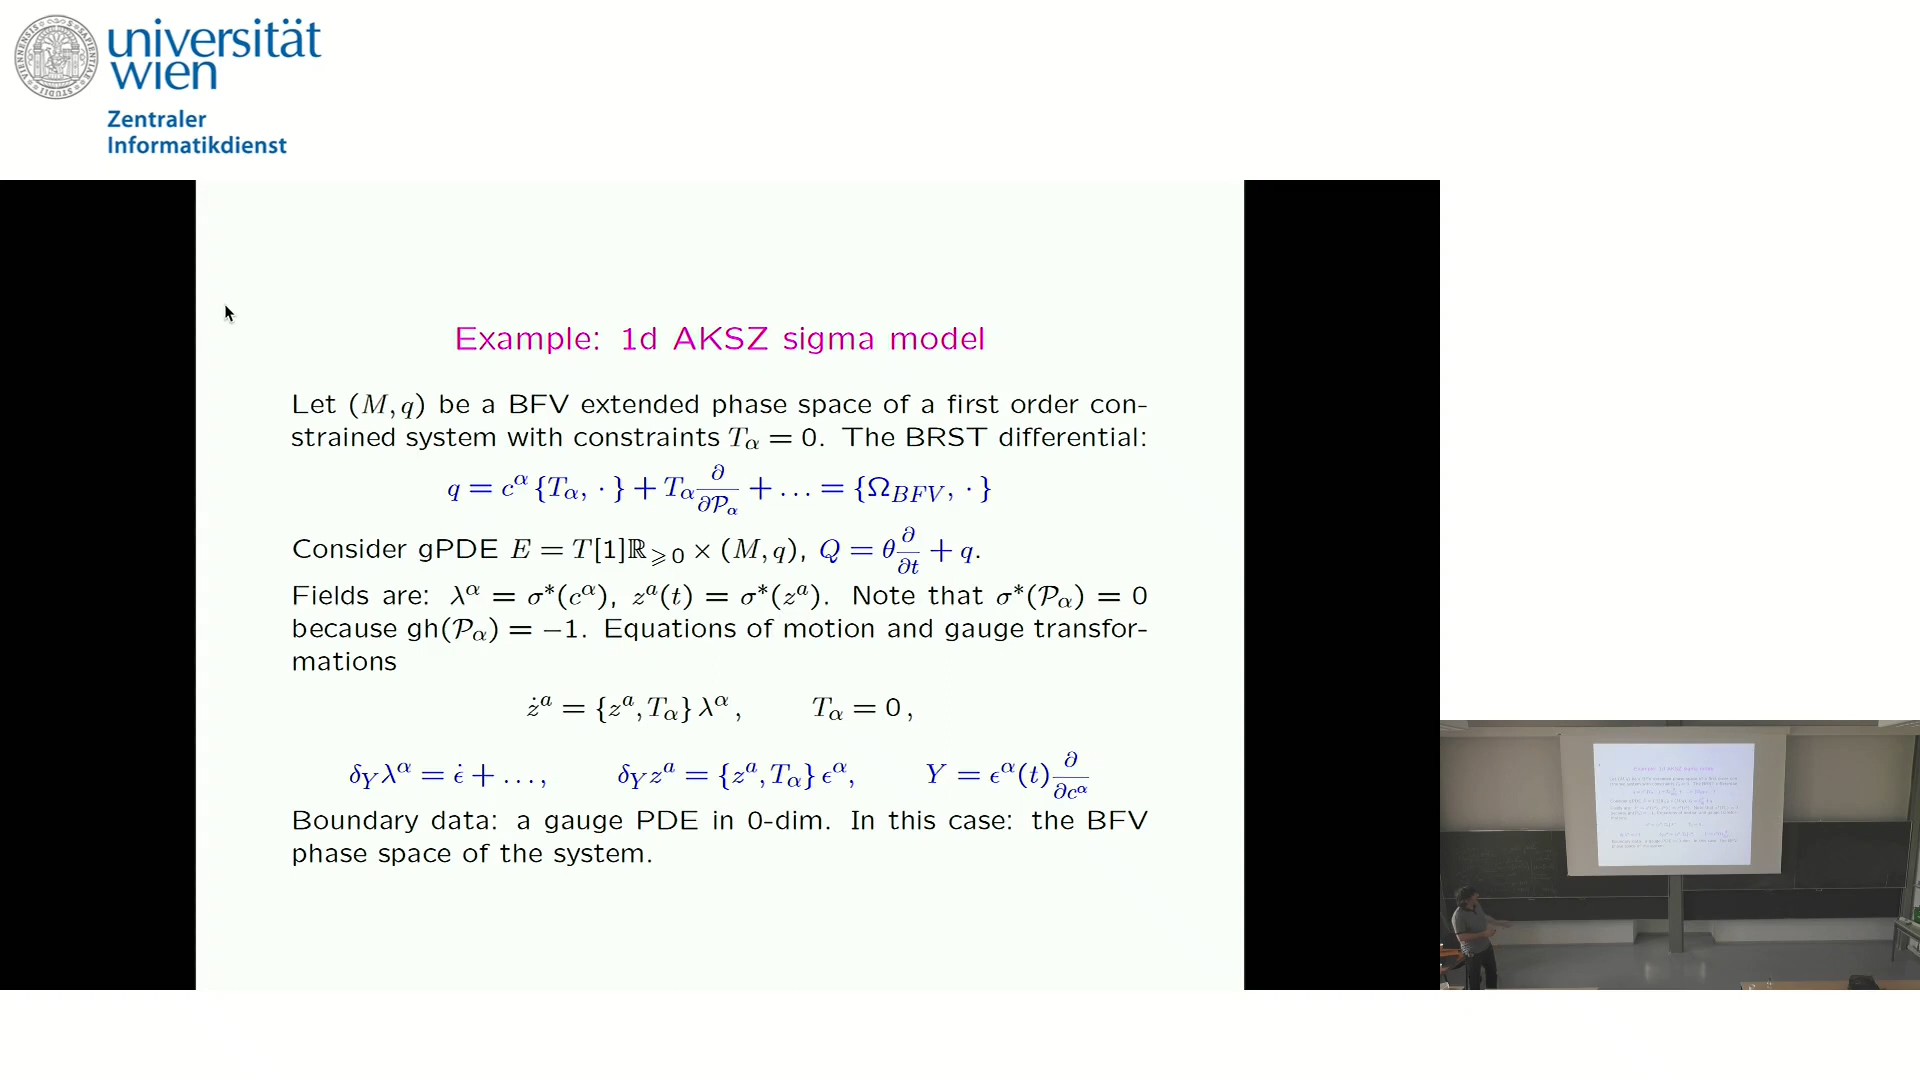 universität
wien
Zentraler
Informatikdienst
Example: 1d AKSZ sigma model
Let (M, q) be a BFV extended phase space of a first order con-
strained system with constraints T_α = 0. The BRST differential:
q = c^α {T_α, · } + T_α ∂/∂𝒫_α + ... = {Ω_BFV, · }
Consider gPDE E = T[1]ℝ_⩾0 × (M, q), Q = θ ∂/∂t + q.
Fields are: λ^α = σ*(c^α), z^a(t) = σ*(z^a). Note that σ*(𝒫_α) = 0
because gh(𝒫_α) = −1. Equations of motion and gauge transfor-
mations
ż^a = {z^a, T_α} λ^α , T_α = 0 ,
δ_Y λ^α = ε̇ + ..., δ_Y z^a = {z^a, T_α} ε^α, Y = ε^α(t) ∂/∂c^α
Boundary data: a gauge PDE in 0-dim. In this case: the BFV
phase space of the system.